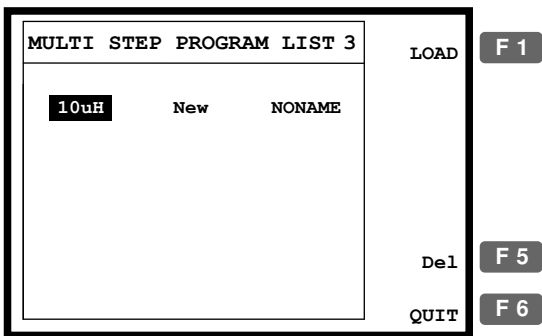 MULTI STEP PROGRAM LIST 3
LOAD F 1
10uH New NONAME
Del F 5
QUIT F 6